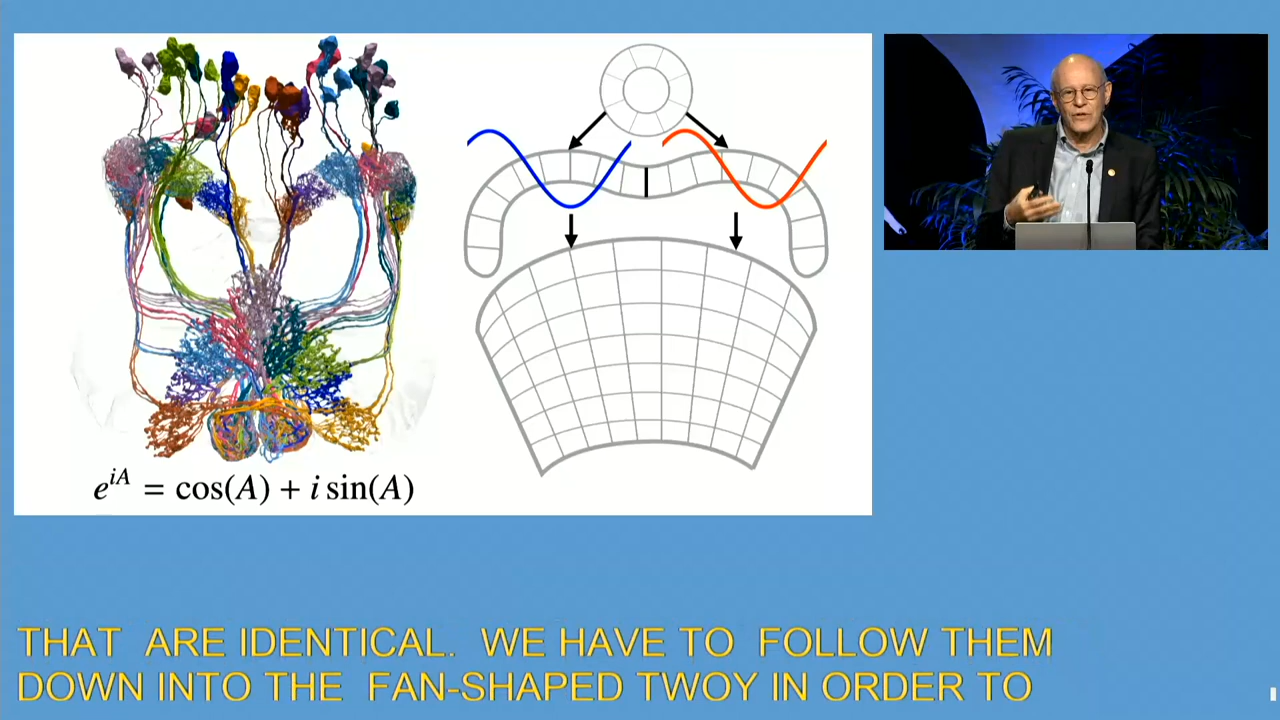 e^{iA} = cos(A) + i sin(A)
THAT ARE IDENTICAL. WE HAVE TO FOLLOW THEM
DOWN INTO THE FAN-SHAPED TWOY IN ORDER TO